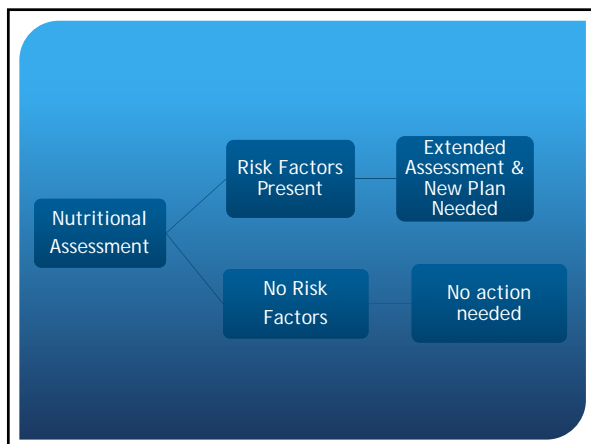 Nutritional
Assessment
Risk Factors
Present
Extended
Assessment &
New Plan
Needed
No Risk
Factors
No action
needed